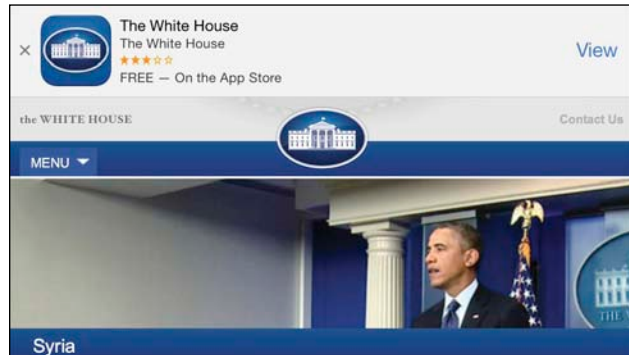 The White House
The White House
FREE — On the App Store
View
the WHITE HOUSE
Contact Us
MENU
Syria
THE